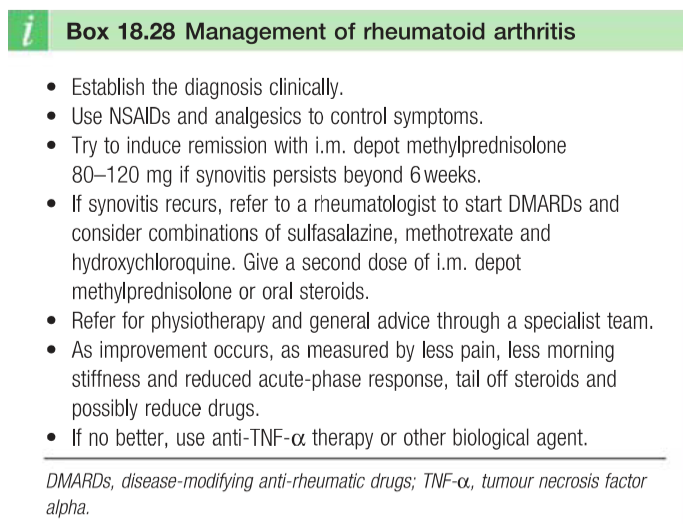 i Box 18.28 Management of rheumatoid arthritis
• Establish the diagnosis clinically.
• Use NSAIDs and analgesics to control symptoms.
• Try to induce remission with i.m. depot methylprednisolone
80–120 mg if synovitis persists beyond 6 weeks.
• If synovitis recurs, refer to a rheumatologist to start DMARDs and
consider combinations of sulfasalazine, methotrexate and
hydroxychloroquine. Give a second dose of i.m. depot
methylprednisolone or oral steroids.
• Refer for physiotherapy and general advice through a specialist team.
• As improvement occurs, as measured by less pain, less morning
stiffness and reduced acute-phase response, tail off steroids and
possibly reduce drugs.
• If no better, use anti-TNF-α therapy or other biological agent.
DMARDs, disease-modifying anti-rheumatic drugs; TNF-α, tumour necrosis factor
alpha.